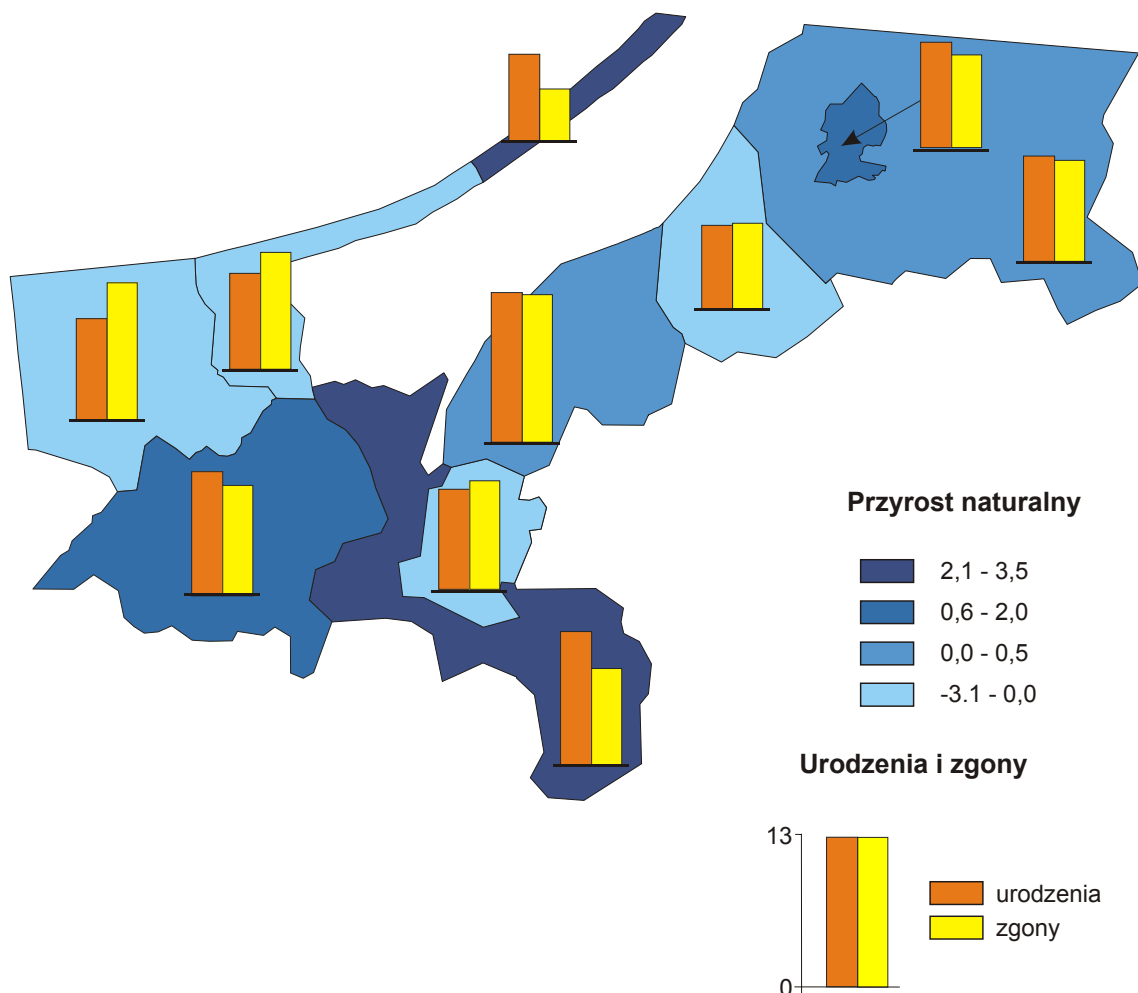 Przyrost naturalny
2,1 - 3,5
0,6 - 2,0
0,0 - 0,5
-3.1 - 0,0
Urodzenia i zgony
13
urodzenia
zgony
0